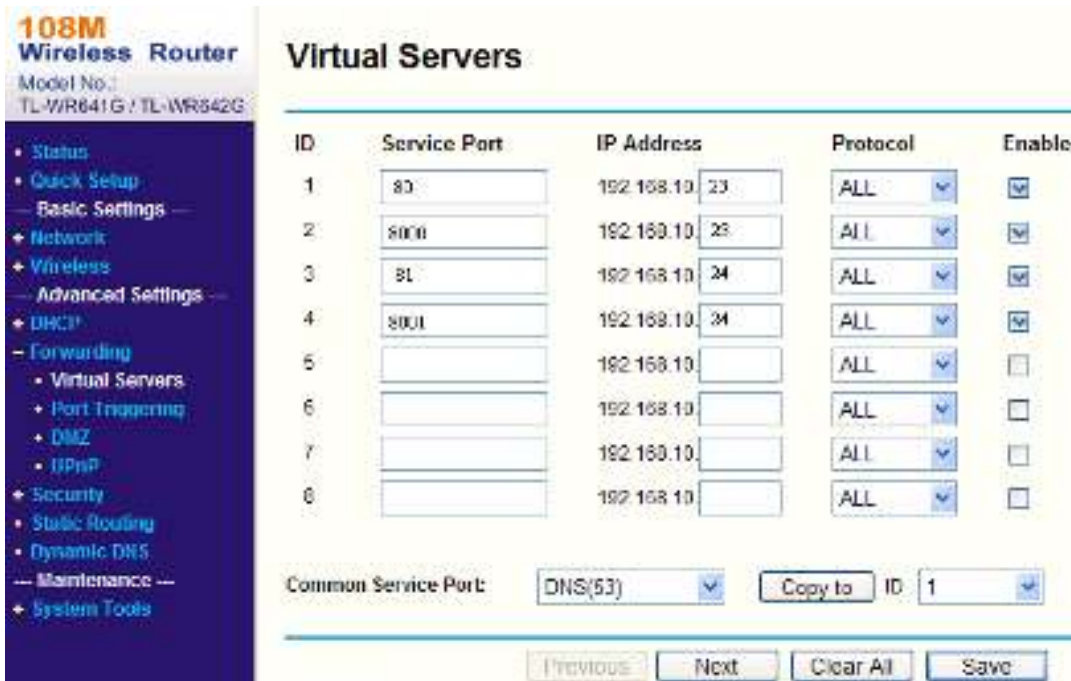 108M
Wireless Router
Model No.:
TL-WR641G / TL-WR642G
Status
Quick Setup
--- Basic Settings ---
+ Network
+ Wireless
--- Advanced Settings ---
+ DHCP
- Forwarding
Virtual Servers
Port Triggering
DMZ
UPnP
+ Security
Static Routing
Dynamic DNS
--- Maintenance ---
+ System Tools
Virtual Servers
ID Service Port IP Address Protocol Enable
1 80 192.168.10. 23 ALL
2 8000 192.168.10. 23 ALL
3 81 192.168.10. 24 ALL
4 8001 192.168.10. 24 ALL
5 192.168.10. ALL
6 192.168.10. ALL
7 192.168.10. ALL
8 192.168.10. ALL
Common Service Port: DNS(53) Copy to ID 1
Previous Next Clear All Save